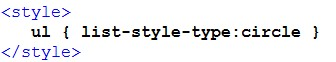 <style>
ul { list-style-type:circle }
</style>